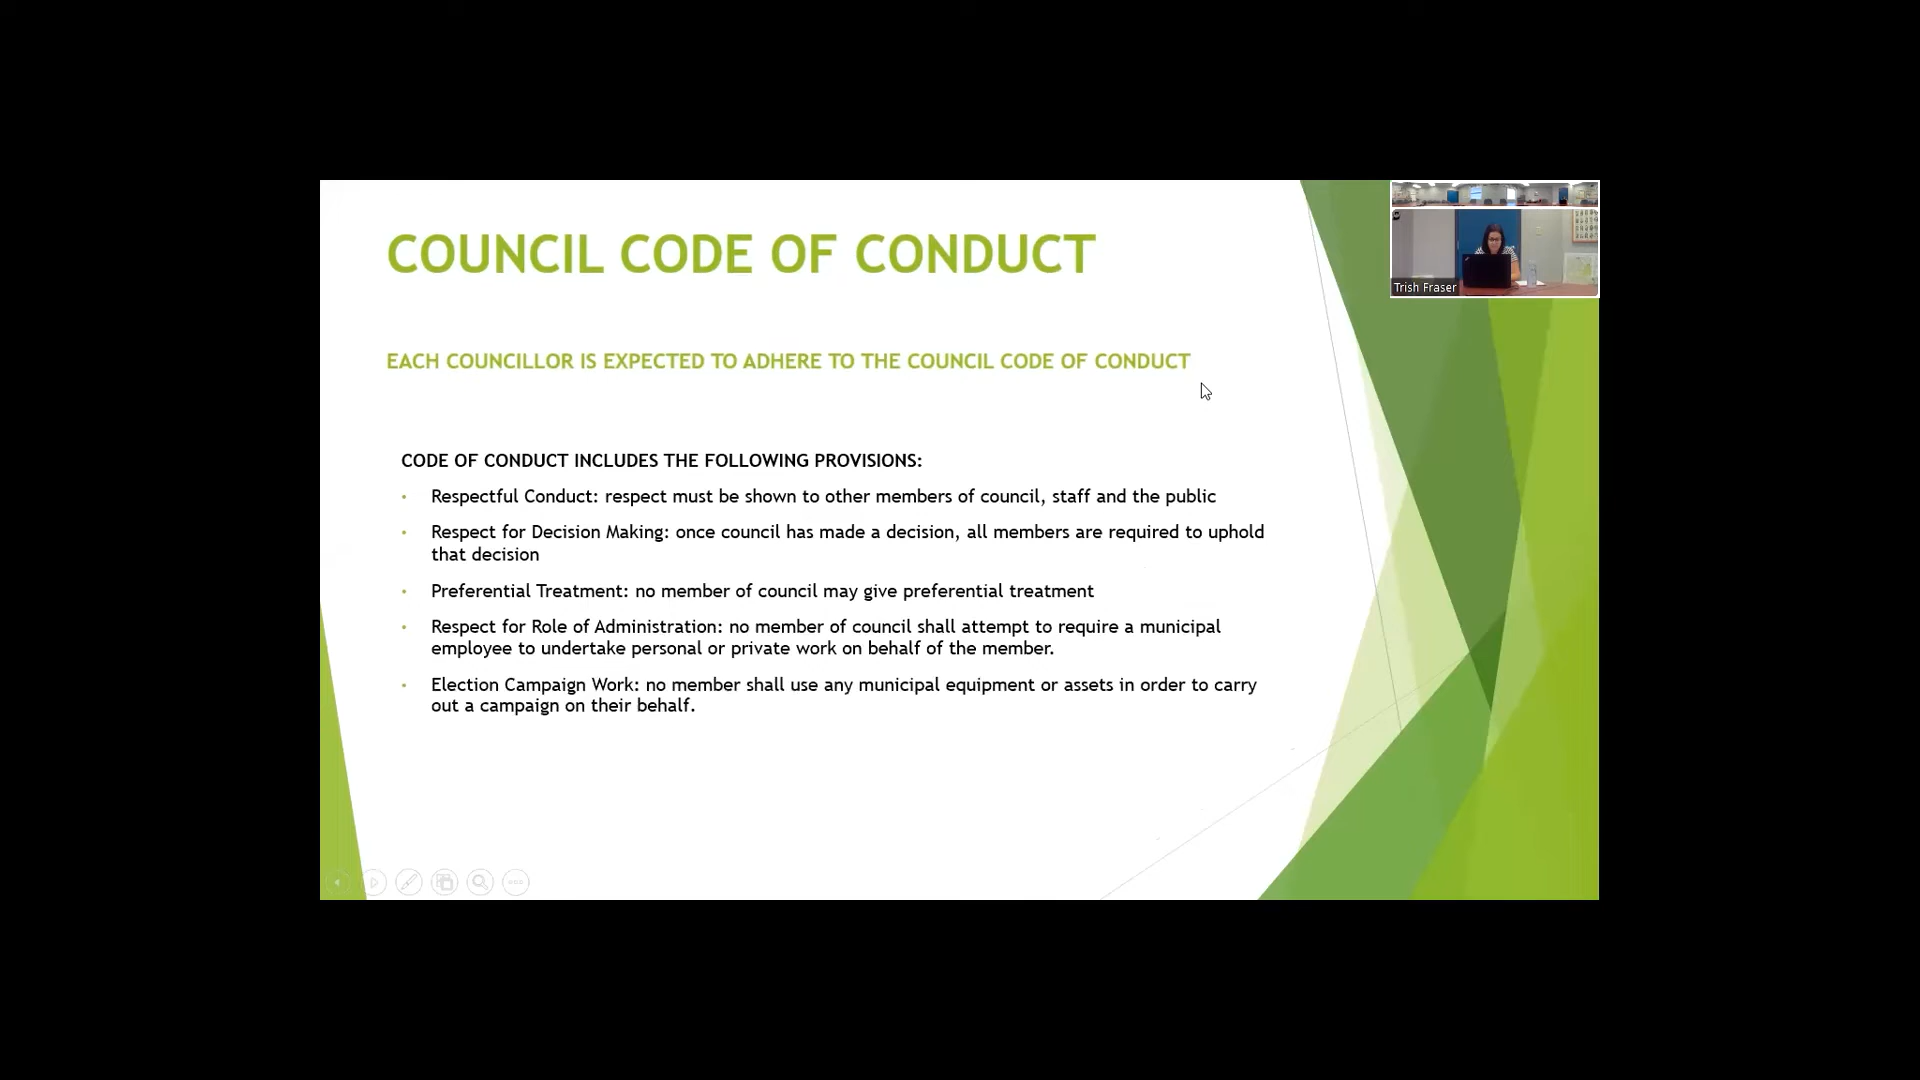 COUNCIL CODE OF CONDUCT
Trish Fraser
EACH COUNCILLOR IS EXPECTED TO ADHERE TO THE COUNCIL CODE OF CONDUCT
CODE OF CONDUCT INCLUDES THE FOLLOWING PROVISIONS:
• Respectful Conduct: respect must be shown to other members of council, staff and the public
• Respect for Decision Making: once council has made a decision, all members are required to uphold
that decision
• Preferential Treatment: no member of council may give preferential treatment
• Respect for Role of Administration: no member of council shall attempt to require a municipal
employee to undertake personal or private work on behalf of the member.
• Election Campaign Work: no member shall use any municipal equipment or assets in order to carry
out a campaign on their behalf.